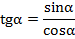 tgα = sinα / cosα